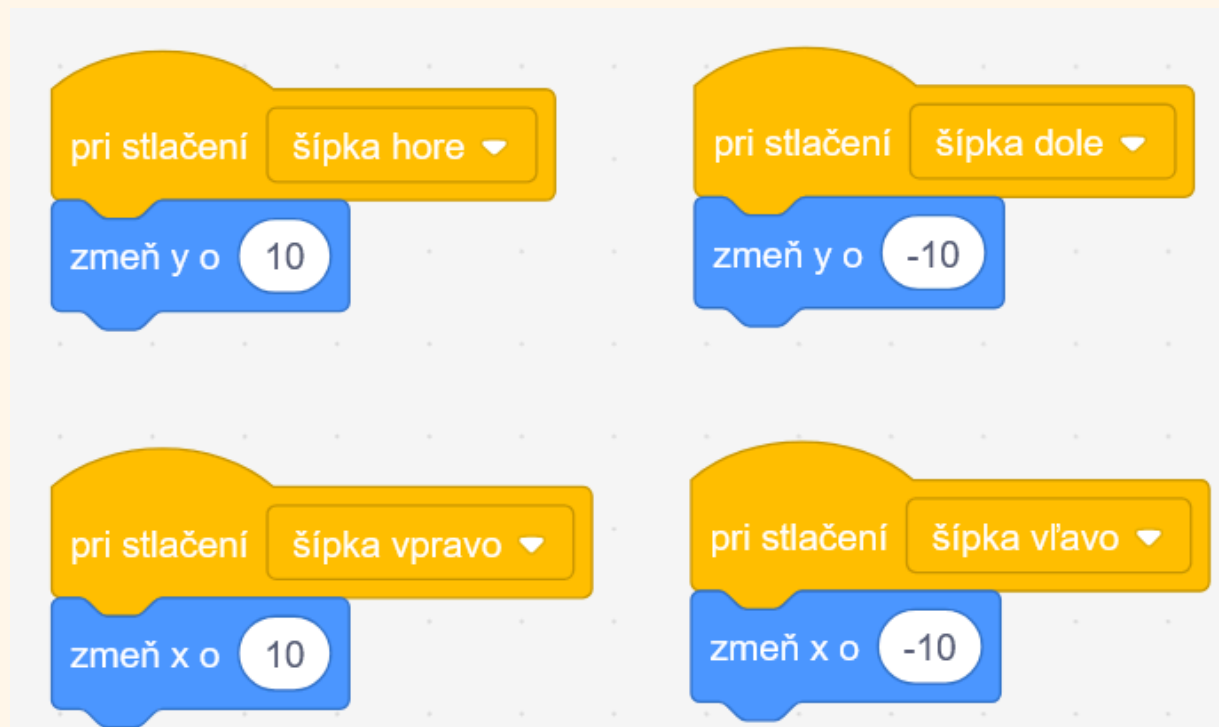 pri stlačení šípka hore
zmeň y o 10
pri stlačení šípka dole
zmeň y o -10
pri stlačení šípka vpravo
zmeň x o 10
pri stlačení šípka vľavo
zmeň x o -10